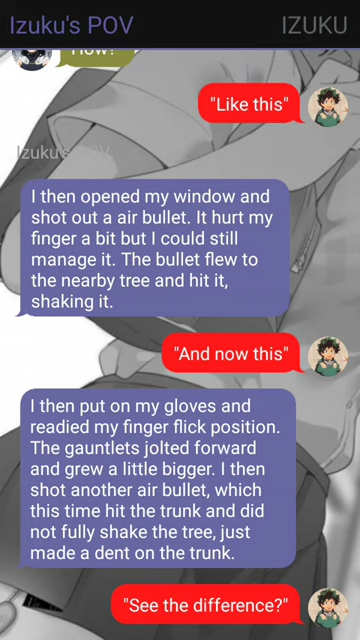 Izuku's POV
IZUKU
How?"
"Like this"
Izuku's POV
I then opened my window and
shot out a air bullet. It hurt my
finger a bit but I could still
manage it. The bullet flew to
the nearby tree and hit it,
shaking it.
"And now this"
I then put on my gloves and
readied my finger flick position.
The gauntlets jolted forward
and grew a little bigger. I then
shot another air bullet, which
this time hit the trunk and did
not fully shake the tree, just
made a dent on the trunk.
"See the difference?"